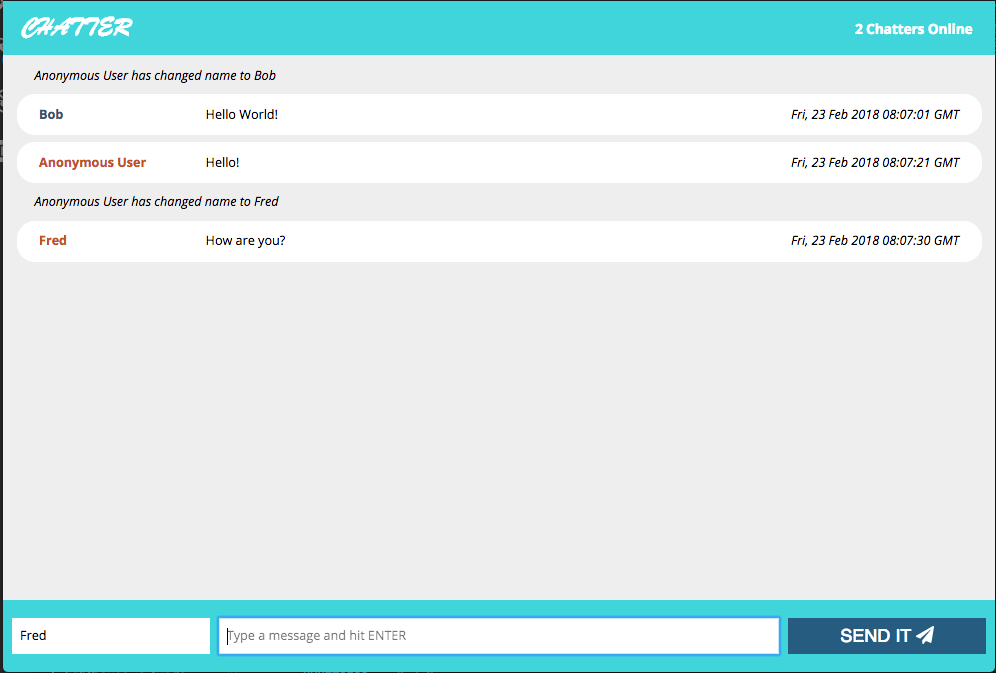 CHATTER 2 Chatters Online
Anonymous User has changed name to Bob
Bob Hello World! Fri, 23 Feb 2018 08:07:01 GMT
Anonymous User Hello! Fri, 23 Feb 2018 08:07:21 GMT
Anonymous User has changed name to Fred
Fred How are you? Fri, 23 Feb 2018 08:07:30 GMT
Fred Type a message and hit ENTER SEND IT